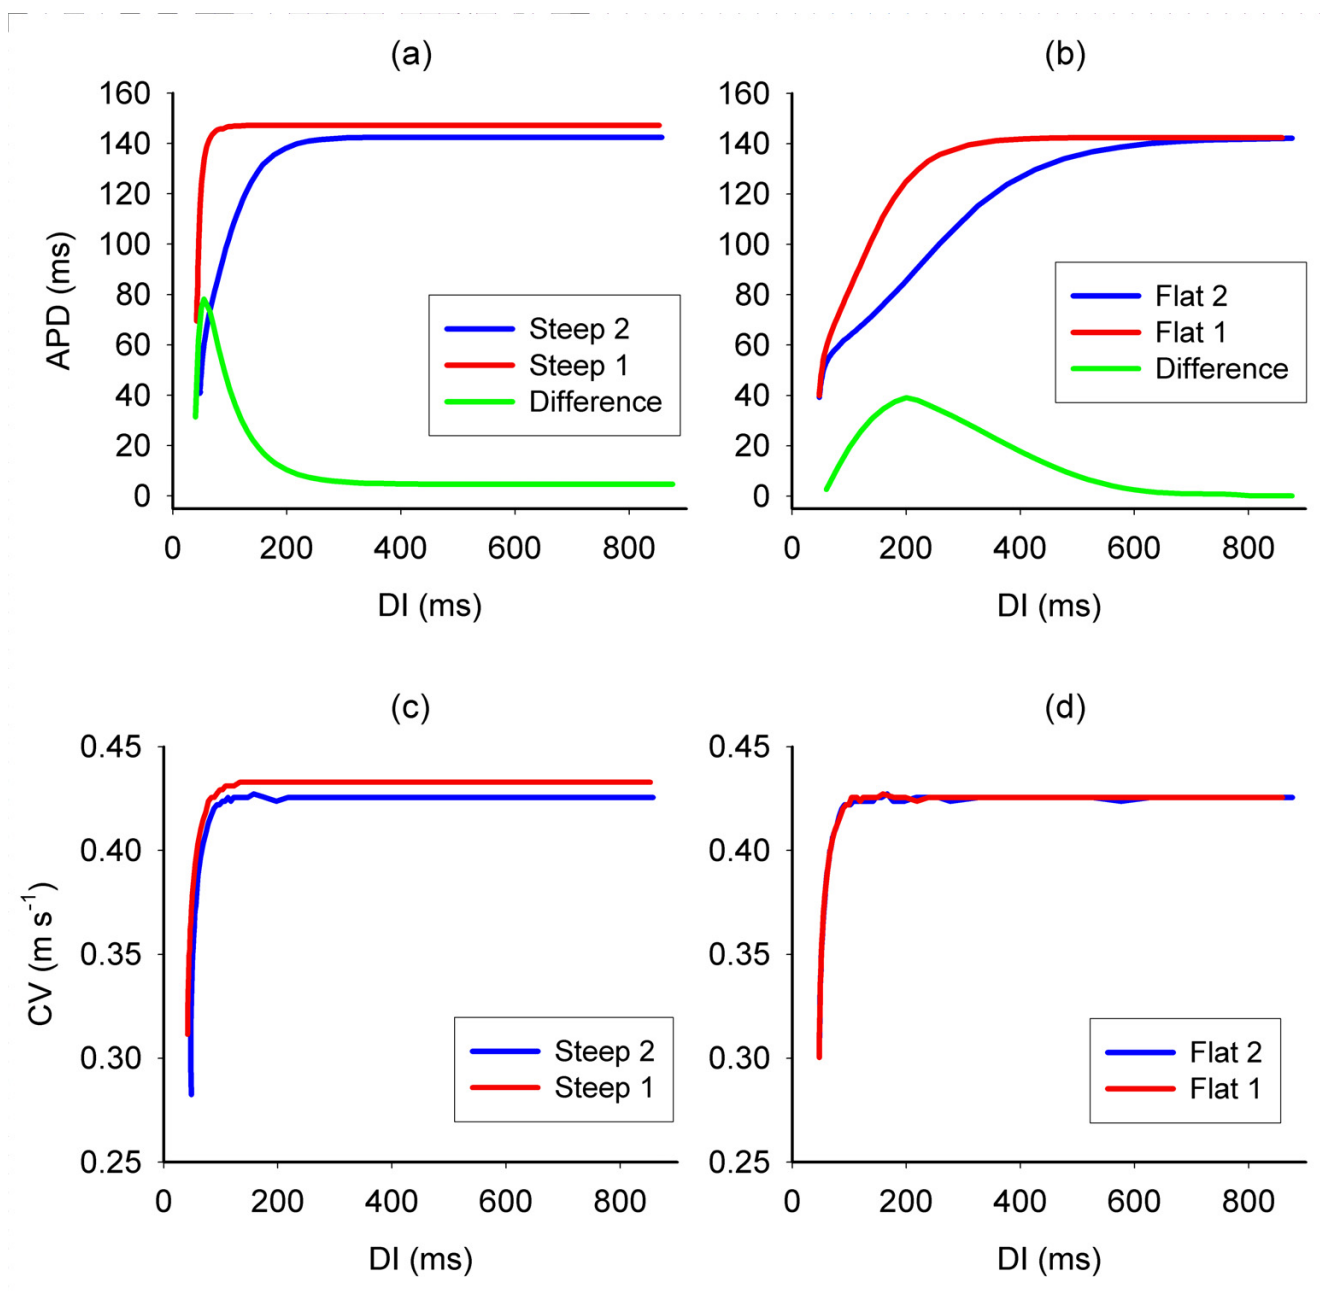 (a)
160
140
120
100
80
60
40
20
0
APD (ms)
0 200 400 600 800
DI (ms)
Steep 2
Steep 1
Difference
(b)
160
140
120
100
80
60
40
20
0
0 200 400 600 800
DI (ms)
Flat 2
Flat 1
Difference
(c)
0.45
0.40
0.35
0.30
0.25
CV (m s⁻¹)
0 200 400 600 800
DI (ms)
Steep 2
Steep 1
(d)
0.45
0.40
0.35
0.30
0.25
0 200 400 600 800
DI (ms)
Flat 2
Flat 1